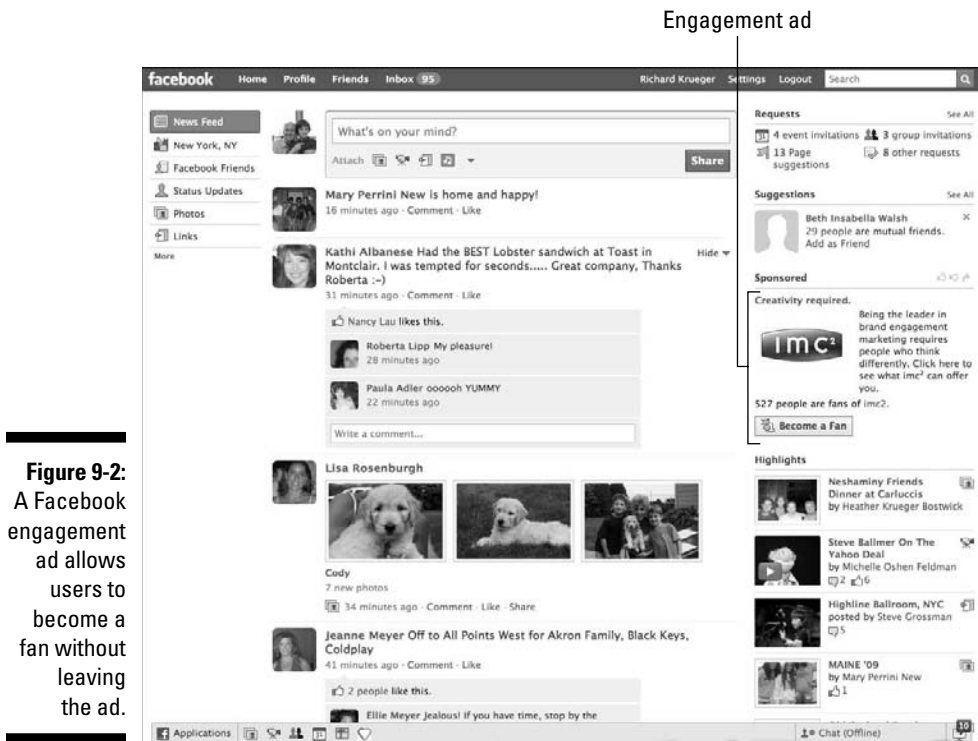 Engagement ad
facebook Home Profile Friends Inbox 95 Richard Krueger Settings Logout Search
News Feed
New York, NY
Facebook Friends
Status Updates
Photos
Links
More
What's on your mind?
Attach
Share
Mary Perrini New is home and happy!
16 minutes ago · Comment · Like
Kathi Albanese Had the BEST Lobster sandwich at Toast in
Montclair. I was tempted for seconds..... Great company, Thanks
Roberta :~)
Hide
31 minutes ago · Comment · Like
Nancy Lau likes this.
Roberta Lipp My pleasure!
28 minutes ago
Paula Adler oooooh YUMMY
22 minutes ago
Write a comment...
Lisa Rosenburgh
Cody
7 new photos
34 minutes ago · Comment · Like · Share
Jeanne Meyer Off to All Points West for Akron Family, Black Keys,
Coldplay
41 minutes ago · Comment · Like
2 people like this.
Ellie Meyer Jealous! If you have time, stop by the
Requests See All
31 4 event invitations 3 group invitations
13 Page
suggestions
8 other requests
Suggestions See All
Beth Insabella Walsh
29 people are mutual friends.
Add as Friend
Sponsored
Creativity required.
imc²
Being the leader in
brand engagement
marketing requires
people who think
differently. Click here to
see what imc² can offer
you.
527 people are fans of imc2.
Become a Fan
Highlights
Neshaminy Friends
Dinner at Carluccis
by Heather Krueger Bostwick
Steve Ballmer On The
Yahoo Deal
by Michelle Oshen Feldman
2 6
Highline Ballroom, NYC
posted by Steve Grossman
5
MAINE '09
by Mary Perrini New
1
Applications
31
Chat (Offline)
10
Figure 9-2:
A Facebook
engagement
ad allows
users to
become a
fan without
leaving
the ad.